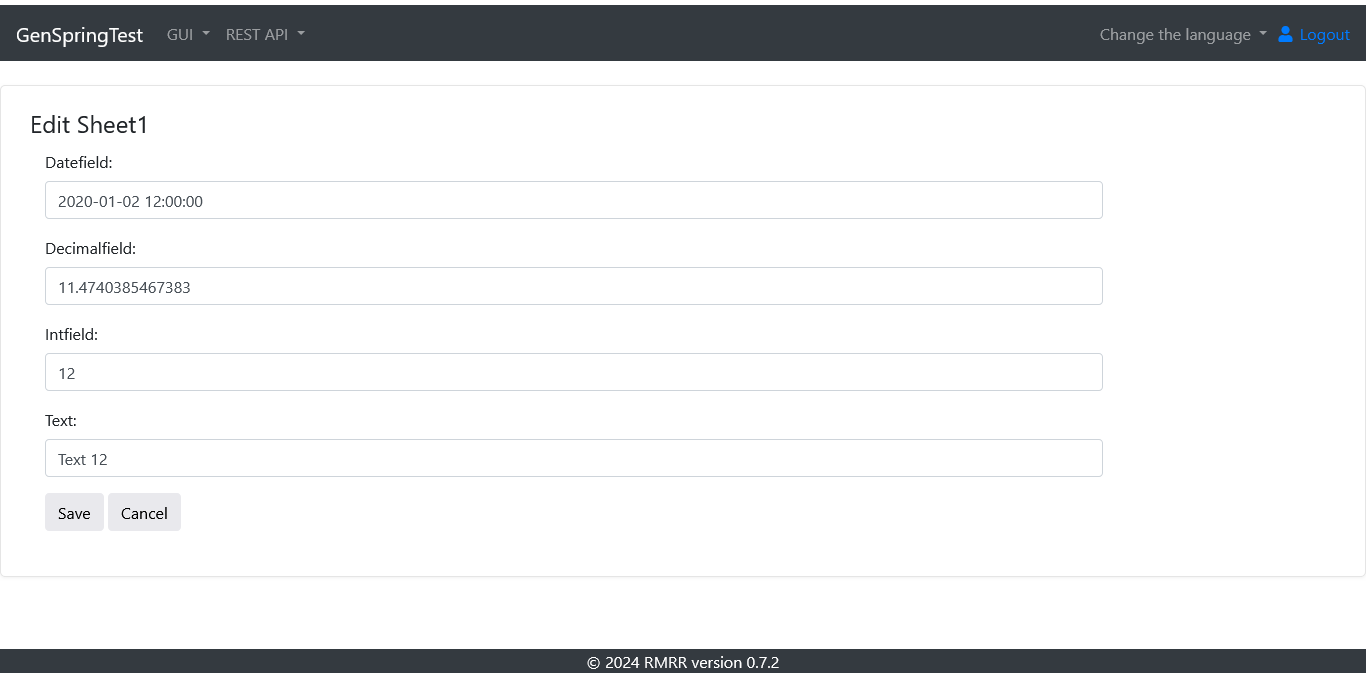 GenSpringTest GUI REST API Change the language Logout
Edit Sheet1
Datefield:
2020-01-02 12:00:00
Decimalfield:
11.4740385467383
Intfield:
12
Text:
Text 12
Save Cancel
© 2024 RMRR version 0.7.2